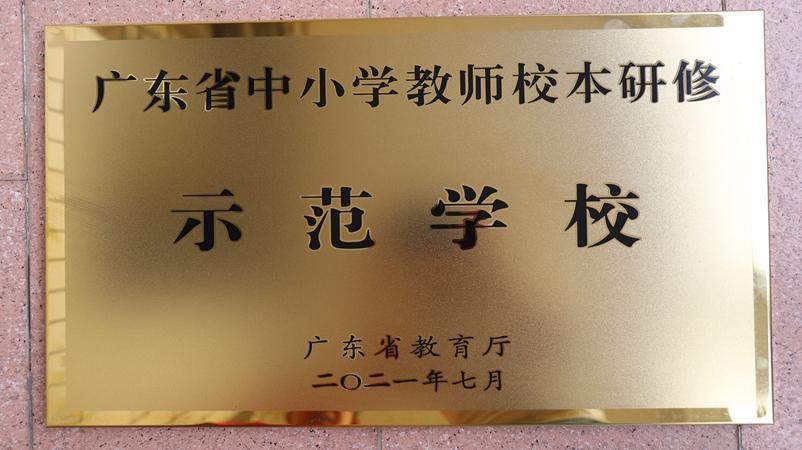 广东省中小学教师校本研修
示范学校
广东省教育厅
二〇二一年七月